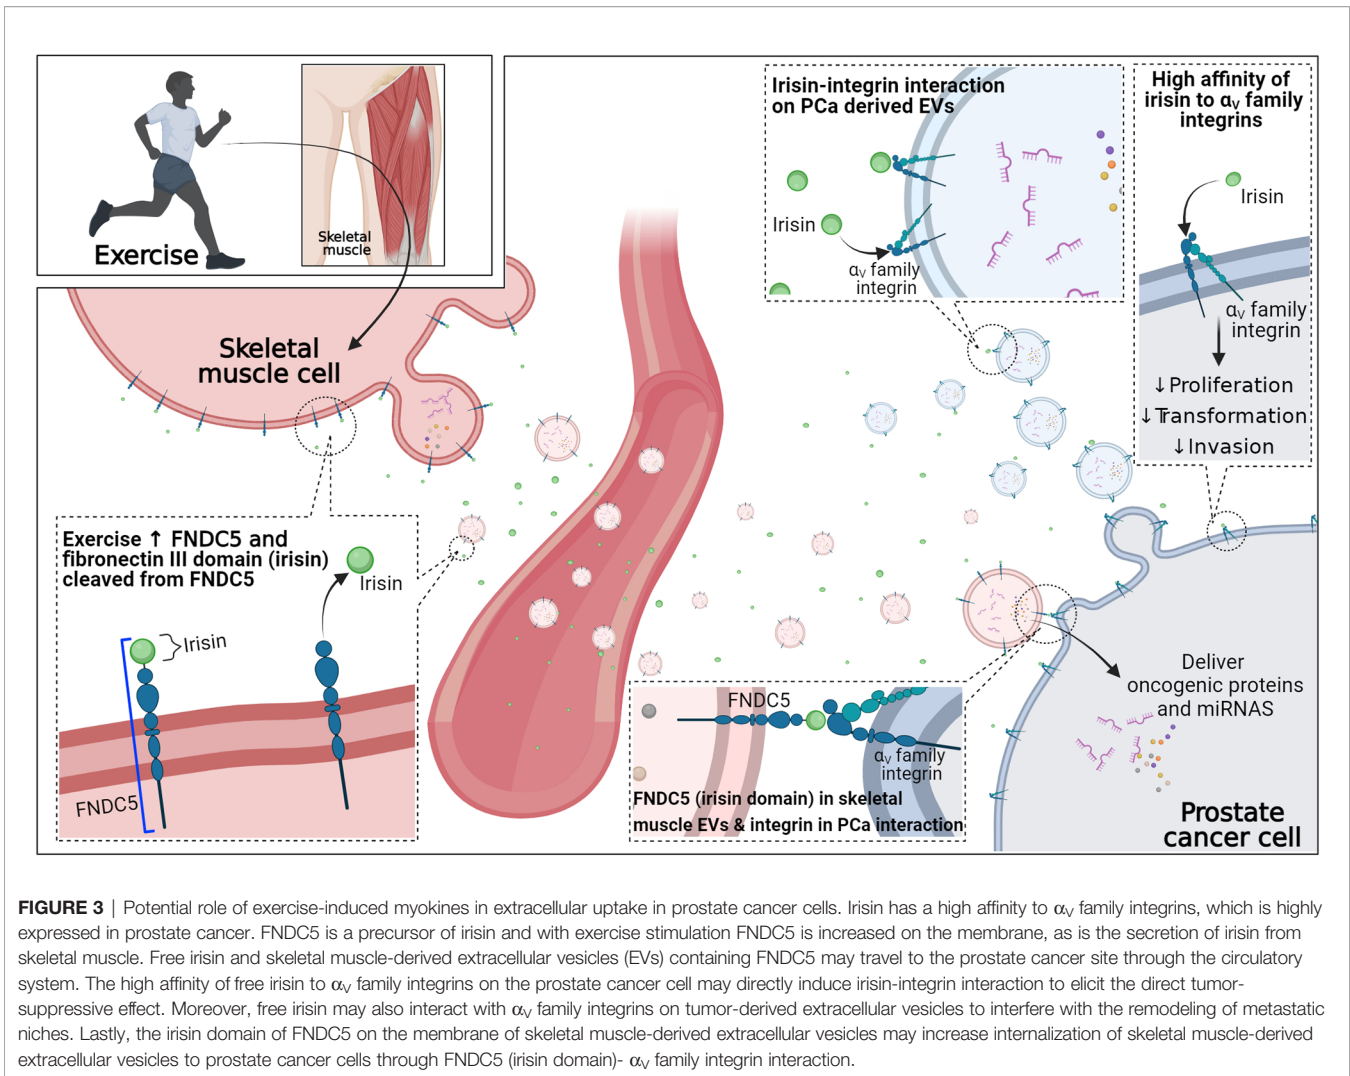 Exercise
Skeletal
muscle
Skeletal
muscle cell
Exercise ↑ FNDC5 and
fibronectin III domain (irisin)
cleaved from FNDC5
Irisin
Irisin
FNDC5
Irisin-integrin interaction
on PCa derived EVs
Irisin
αV family
integrin
High affinity of
irisin to αV family
integrins
Irisin
αV family
integrin
↓Proliferation
↓Transformation
↓Invasion
FNDC5
αV family
integrin
FNDC5 (irisin domain) in skeletal
muscle EVs & integrin in PCa interaction
Deliver
oncogenic proteins
and miRNAS
Prostate
cancer cell
FIGURE 3 | Potential role of exercise-induced myokines in extracellular uptake in prostate cancer cells. Irisin has a high affinity to αV family integrins, which is highly
expressed in prostate cancer. FNDC5 is a precursor of irisin and with exercise stimulation FNDC5 is increased on the membrane, as is the secretion of irisin from
skeletal muscle. Free irisin and skeletal muscle-derived extracellular vesicles (EVs) containing FNDC5 may travel to the prostate cancer site through the circulatory
system. The high affinity of free irisin to αV family integrins on the prostate cancer cell may directly induce irisin-integrin interaction to elicit the direct tumor-
suppressive effect. Moreover, free irisin may also interact with αV family integrins on tumor-derived extracellular vesicles to interfere with the remodeling of metastatic
niches. Lastly, the irisin domain of FNDC5 on the membrane of skeletal muscle-derived extracellular vesicles may increase internalization of skeletal muscle-derived
extracellular vesicles to prostate cancer cells through FNDC5 (irisin domain)- αV family integrin interaction.